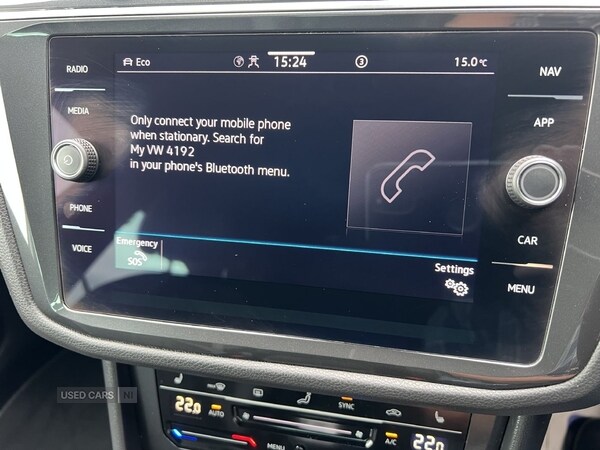 RADIO
MEDIA
PHONE
VOICE
Eco
15:24
3
15.0°C
Only connect your mobile phone
when stationary. Search for
My VW 4192
in your phone's Bluetooth menu.
Emergency
SOS
Settings
NAV
APP
CAR
MENU
22.0
AUTO
SYNC
MENU
A/C
22.0
USED CARS NI